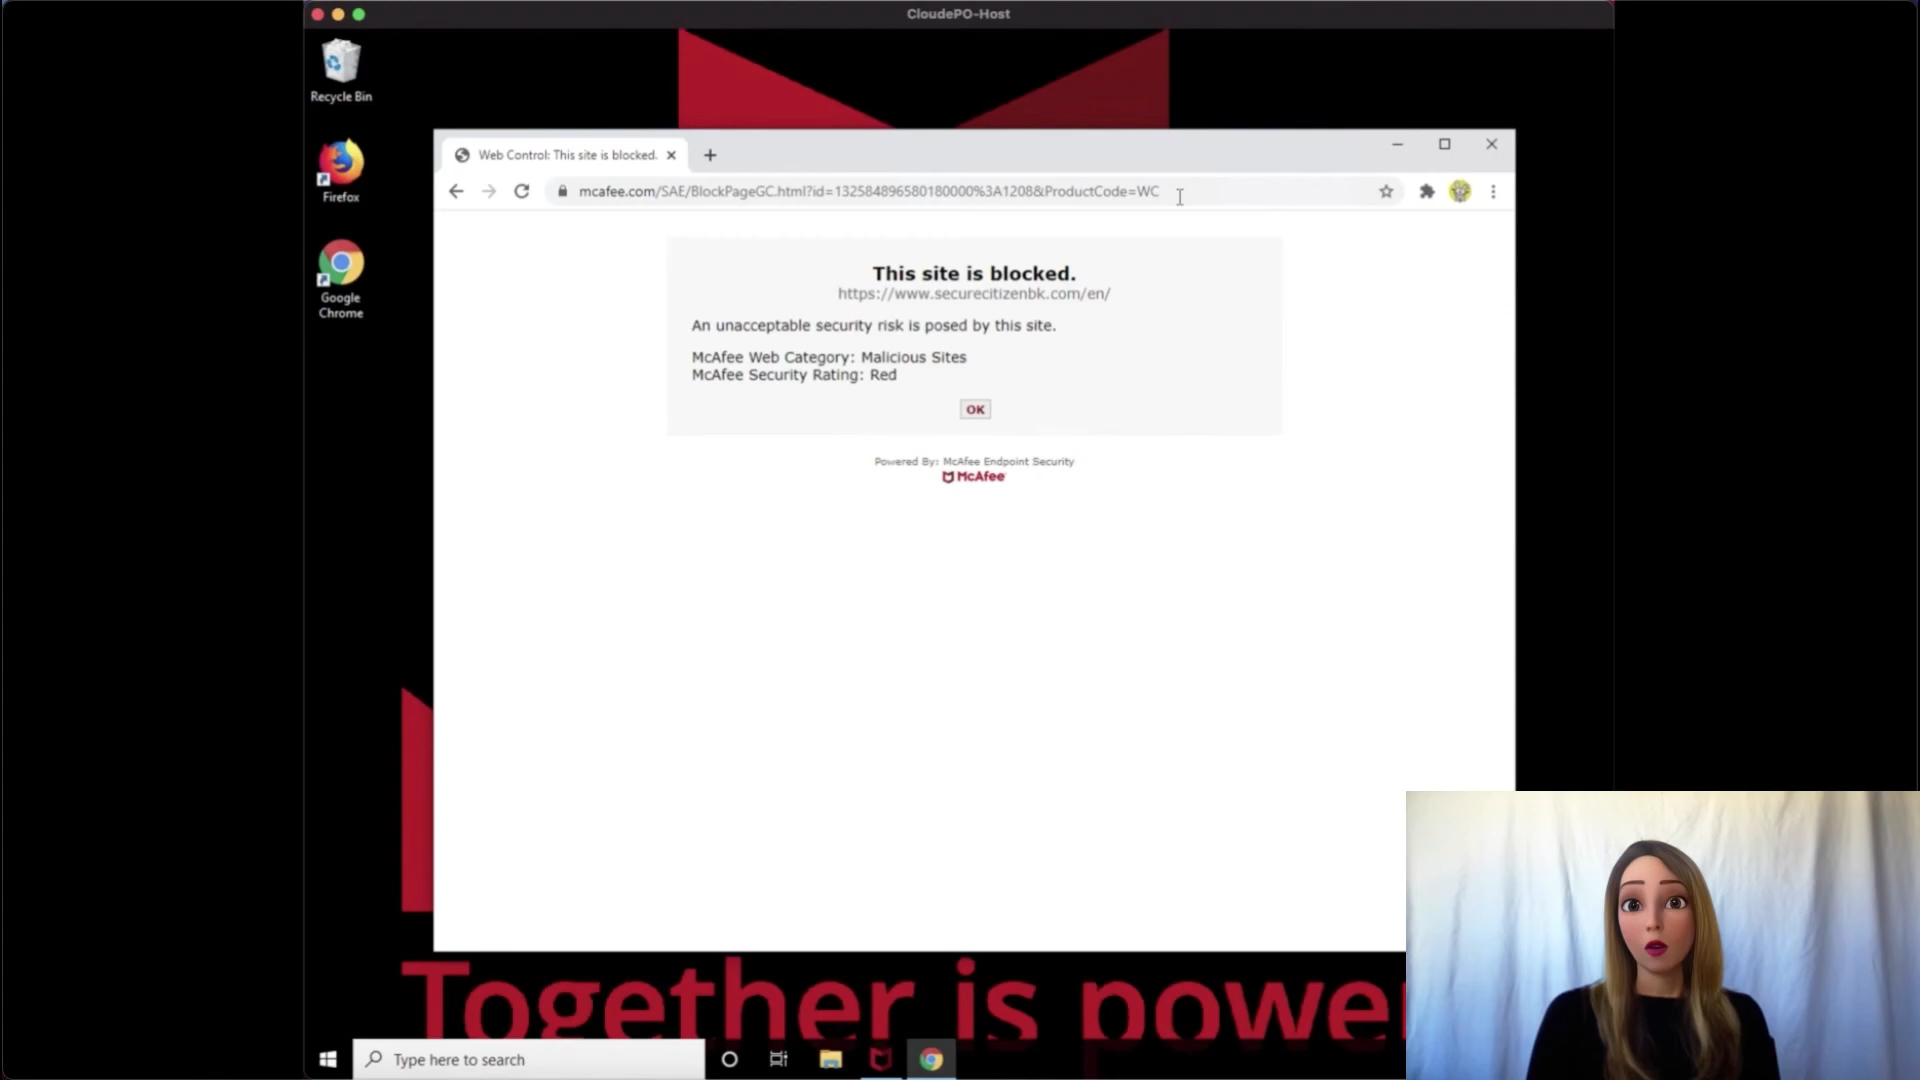 CloudePO-Host
Recycle Bin
Firefox
Google
Chrome
Web Control: This site is blocked.
mcafee.com/SAE/BlockPageGC.html?id=132584896580180000%3A1208&ProductCode=WC
This site is blocked.
https://www.securecitizenbk.com/en/
An unacceptable security risk is posed by this site.
McAfee Web Category: Malicious Sites
McAfee Security Rating: Red
OK
Powered By: McAfee Endpoint Security
McAfee
Together is power
Type here to search